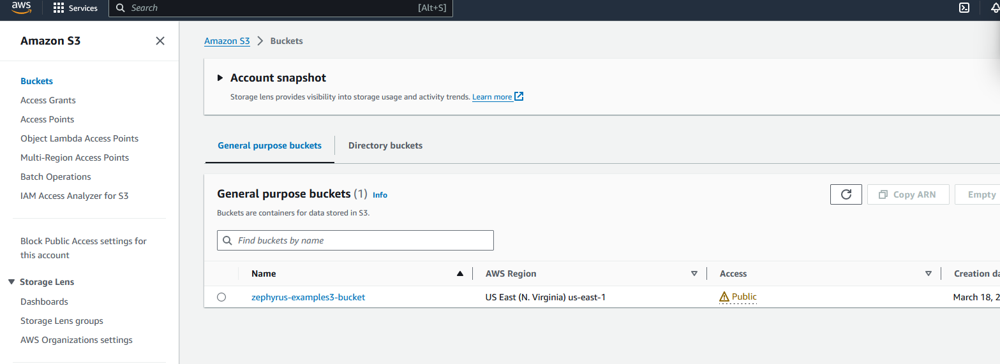 aws
Services
Search
[Alt+S]
Amazon S3
Buckets
Access Grants
Access Points
Object Lambda Access Points
Multi-Region Access Points
Batch Operations
IAM Access Analyzer for S3
Block Public Access settings for
this account
Storage Lens
Dashboards
Storage Lens groups
AWS Organizations settings
Amazon S3 > Buckets
Account snapshot
Storage lens provides visibility into storage usage and activity trends. Learn more
General purpose buckets
Directory buckets
General purpose buckets (1) Info
Buckets are containers for data stored in S3.
Copy ARN
Empty
Find buckets by name
Name AWS Region Access Creation da
zephyrus-examples3-bucket US East (N. Virginia) us-east-1 Public March 18, 2